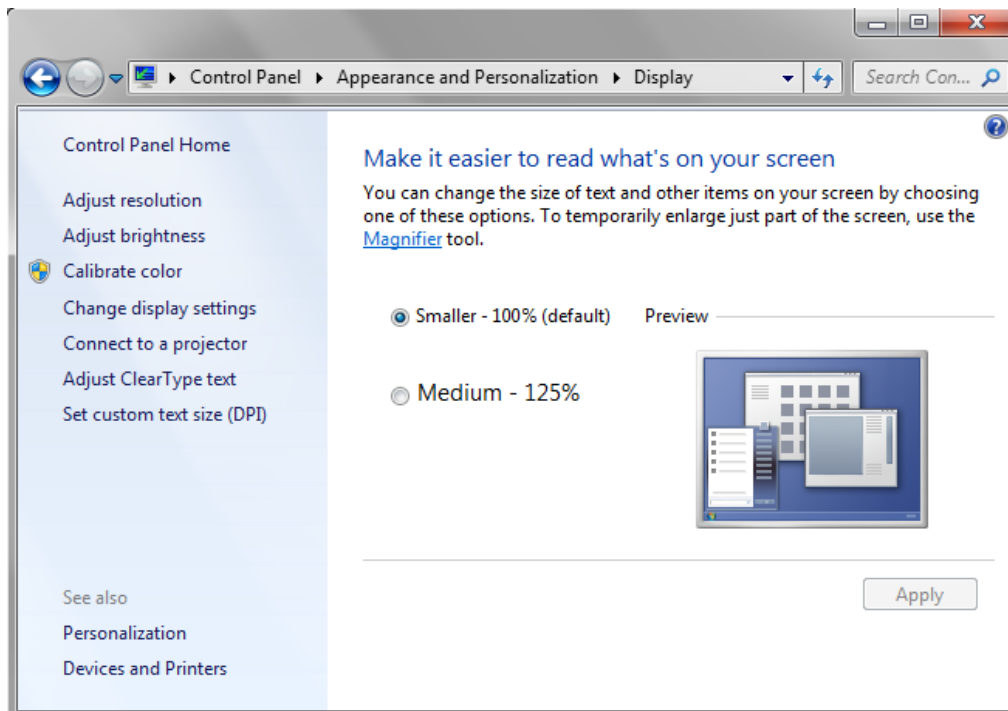 Control Panel
Appearance and Personalization
Display
Search Con...
Control Panel Home
Adjust resolution
Adjust brightness
Calibrate color
Change display settings
Connect to a projector
Adjust ClearType text
Set custom text size (DPI)
See also
Personalization
Devices and Printers
Make it easier to read what's on your screen
You can change the size of text and other items on your screen by choosing
one of these options. To temporarily enlarge just part of the screen, use the
Magnifier tool.
Smaller - 100% (default)
Preview
Medium - 125%
Apply